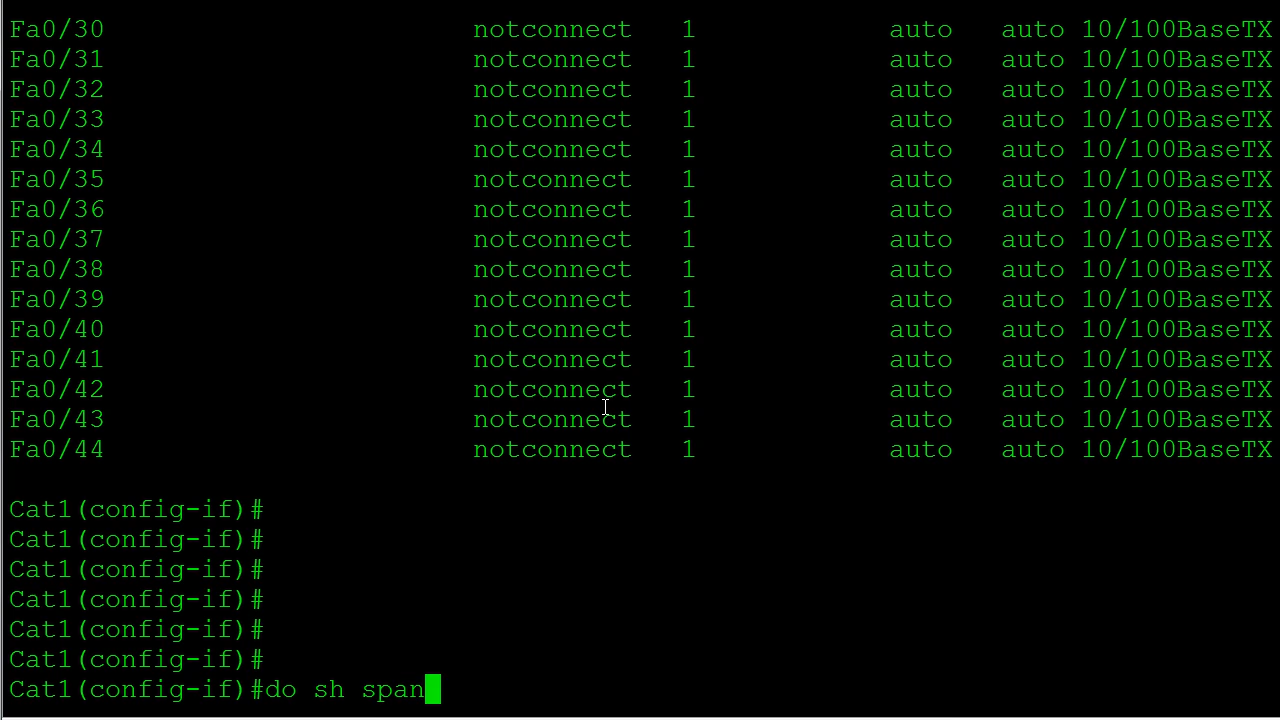 Fa0/30 notconnect 1 auto auto 10/100BaseTX
Fa0/31 notconnect 1 auto auto 10/100BaseTX
Fa0/32 notconnect 1 auto auto 10/100BaseTX
Fa0/33 notconnect 1 auto auto 10/100BaseTX
Fa0/34 notconnect 1 auto auto 10/100BaseTX
Fa0/35 notconnect 1 auto auto 10/100BaseTX
Fa0/36 notconnect 1 auto auto 10/100BaseTX
Fa0/37 notconnect 1 auto auto 10/100BaseTX
Fa0/38 notconnect 1 auto auto 10/100BaseTX
Fa0/39 notconnect 1 auto auto 10/100BaseTX
Fa0/40 notconnect 1 auto auto 10/100BaseTX
Fa0/41 notconnect 1 auto auto 10/100BaseTX
Fa0/42 notconnect 1 auto auto 10/100BaseTX
Fa0/43 notconnect 1 auto auto 10/100BaseTX
Fa0/44 notconnect 1 auto auto 10/100BaseTX
Cat1(config-if)#
Cat1(config-if)#
Cat1(config-if)#
Cat1(config-if)#
Cat1(config-if)#
Cat1(config-if)#
Cat1(config-if)#do sh span